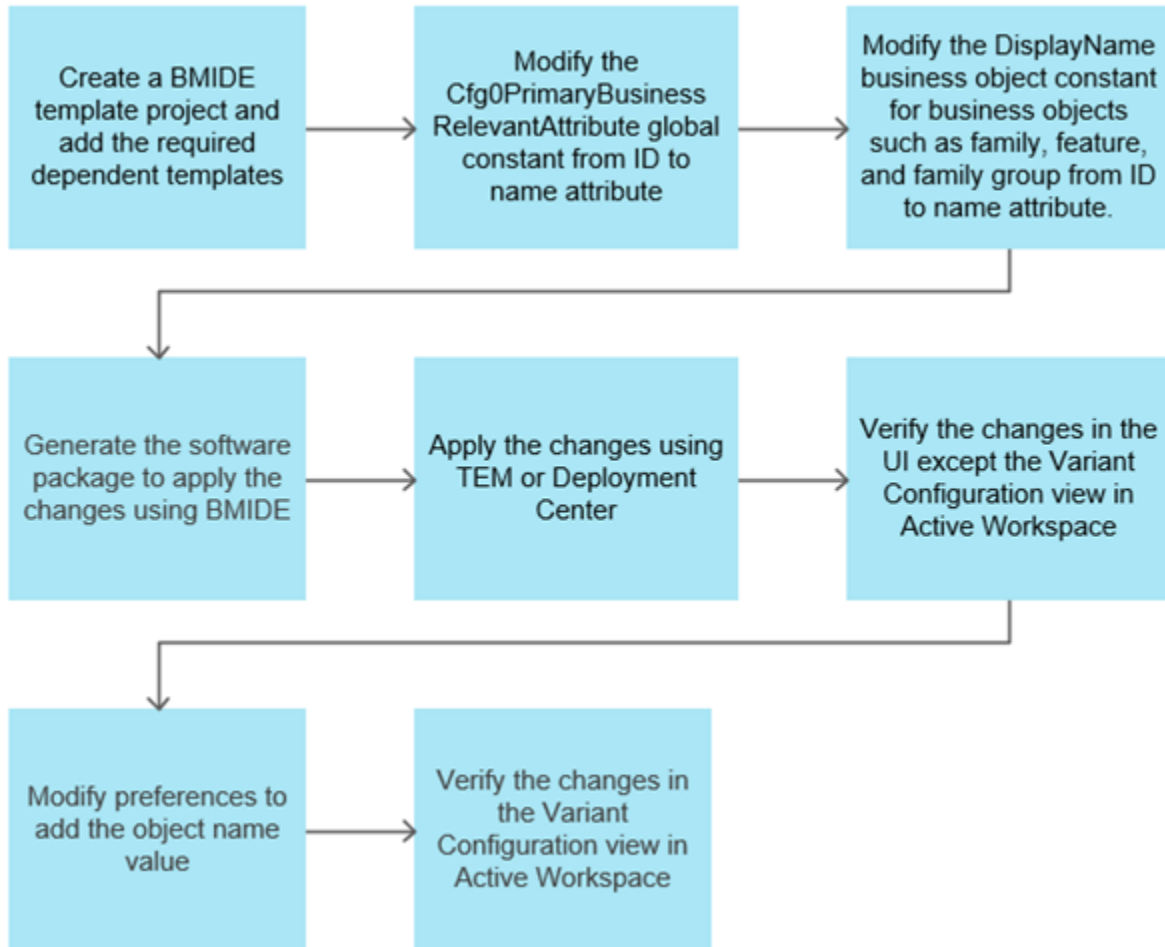 Create a BMIDE
template project and
add the required
dependent templates
Modify the
Cfg0PrimaryBusiness
RelevantAttribute global
constant from ID to
name attribute
Modify the DisplayName
business object constant
for business objects
such as family, feature,
and family group from ID
to name attribute.
Generate the software
package to apply the
changes using BMIDE
Apply the changes using
TEM or Deployment
Center
Verify the changes in the
UI except the Variant
Configuration view in
Active Workspace
Modify preferences to
add the object name
value
Verify the changes in
the Variant
Configuration view in
Active Workspace